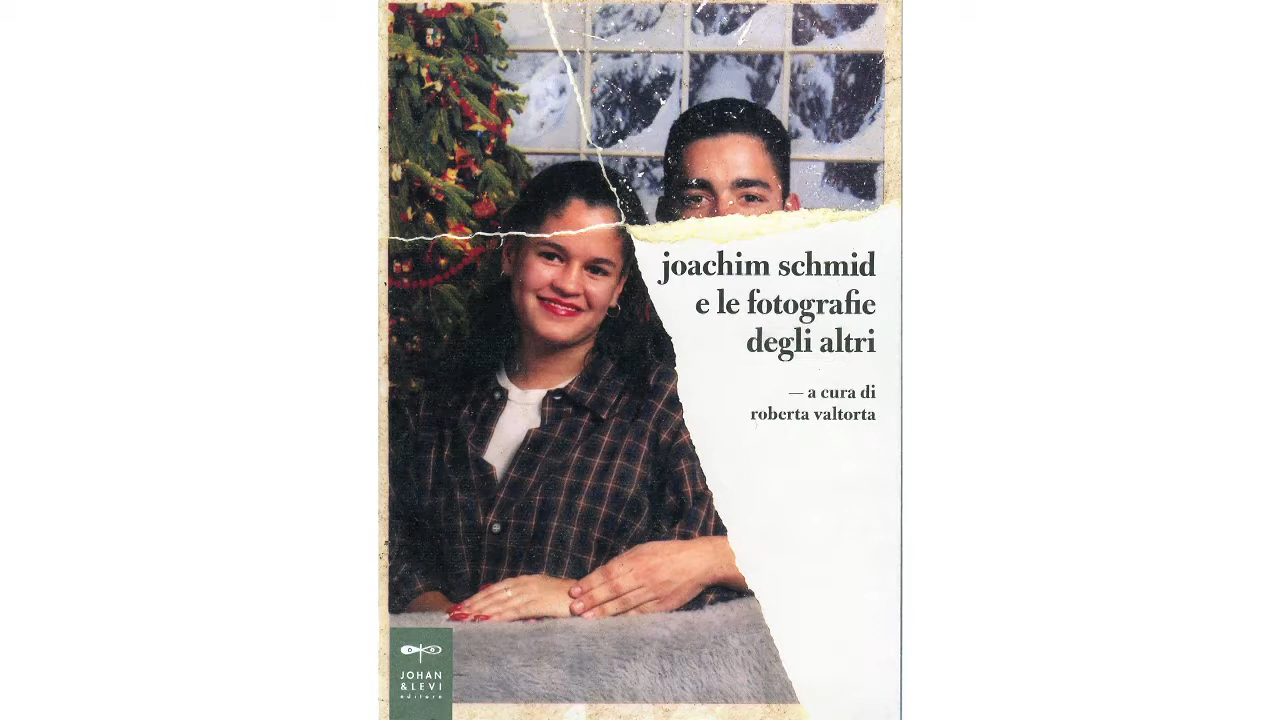 joachim schmid
e le fotografie
degli altri
— a cura di
roberta valtorta
JOHAN
& LEVI
editore